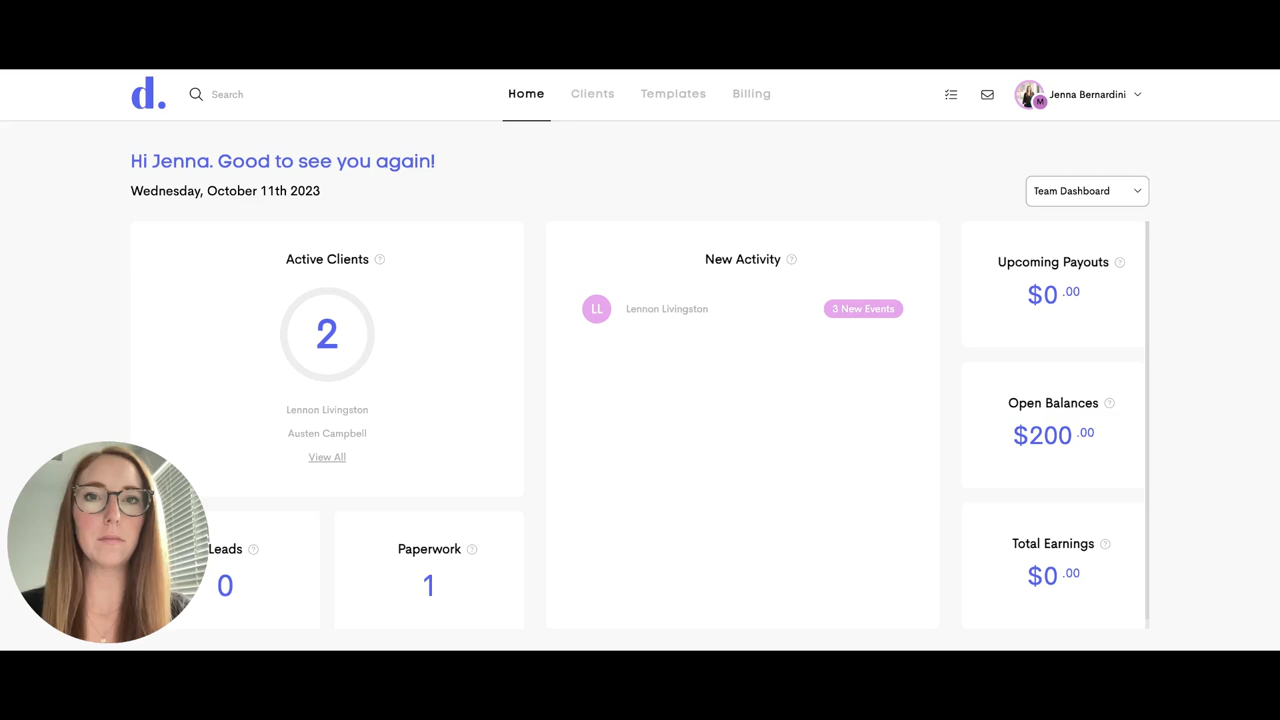 d.
Search
Home
Clients
Templates
Billing
M
Jenna Bernardini
Hi Jenna. Good to see you again!
Wednesday, October 11th 2023
Team Dashboard
Active Clients ?
2
Lennon Livingston
Austen Campbell
View All
New Activity ?
LL Lennon Livingston 3 New Events
Upcoming Payouts ?
$0 .00
Open Balances ?
$200 .00
Total Earnings ?
$0 .00
Leads ?
0
Paperwork ?
1